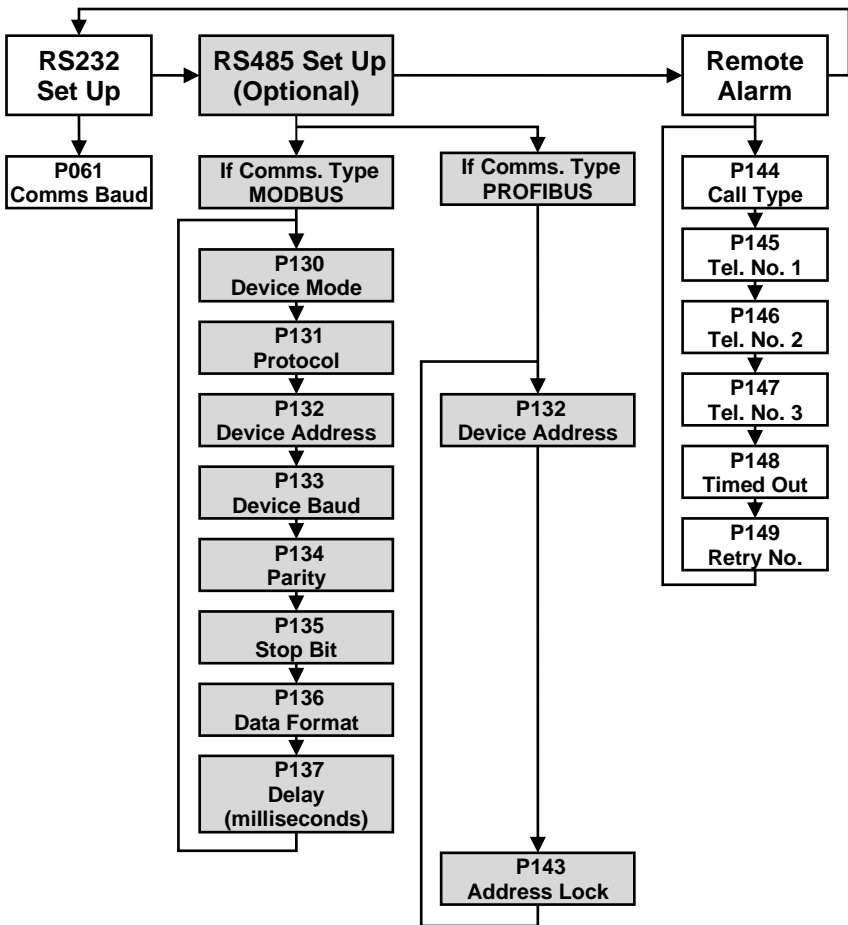 RS232
Set Up
RS485 Set Up
(Optional)
Remote
Alarm
P061
Comms Baud
If Comms. Type
MODBUS
P130
Device Mode
P131
Protocol
P132
Device Address
P133
Device Baud
P134
Parity
P135
Stop Bit
P136
Data Format
P137
Delay
(milliseconds)
If Comms. Type
PROFIBUS
P132
Device Address
P143
Address Lock
P144
Call Type
P145
Tel. No. 1
P146
Tel. No. 2
P147
Tel. No. 3
P148
Timed Out
P149
Retry No.